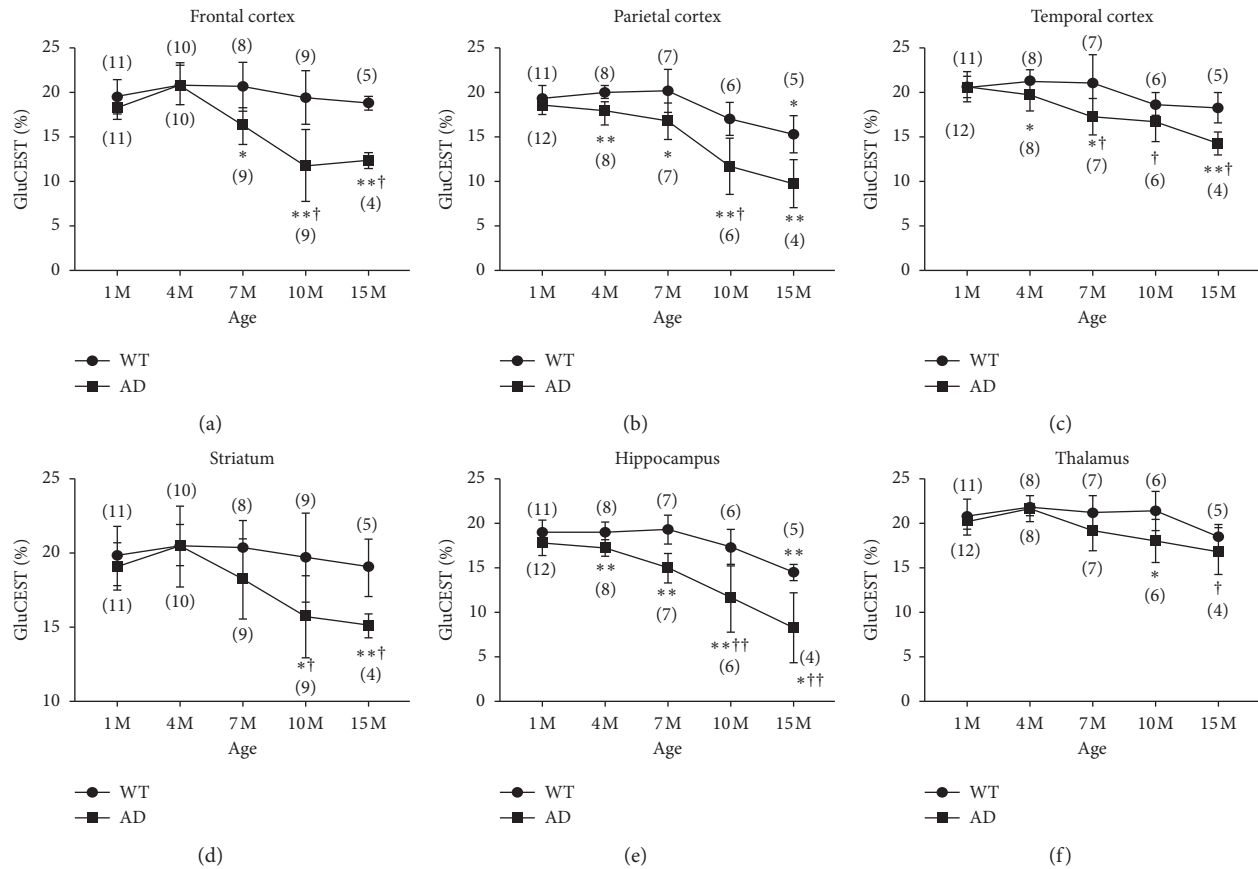 Frontal cortex
25
20
15
10
5
0
GluCEST (%)
(11)
(10)
(8)
(9)
(5)
(11)
(10)
*
(9)
**†
(9)
**†
(4)
1 M 4 M 7 M 10 M 15 M
Age
WT
AD
(a)
Parietal cortex
25
20
15
10
5
0
GluCEST (%)
(11)
(8)
(7)
(6)
(5)
*
(12)
**
(8)
*
(7)
**†
(6)
**
(4)
1 M 4 M 7 M 10 M 15 M
Age
WT
AD
(b)
Temporal cortex
25
20
15
10
5
0
GluCEST (%)
(11)
(8)
(7)
(6)
(5)
(12)
*
(8)
*†
(7)
†
(6)
**†
(4)
1 M 4 M 7 M 10 M 15 M
Age
WT
AD
(c)
Striatum
25
20
15
10
GluCEST (%)
(11)
(10)
(8)
(9)
(5)
(11)
(10)
(9)
*†
(9)
**†
(4)
1 M 4 M 7 M 10 M 15 M
Age
WT
AD
(d)
Hippocampus
25
20
15
10
5
0
GluCEST (%)
(11)
(8)
(7)
(6)
(5)
**
(12)
**
(8)
**
(7)
**††
(6)
(4)
*††
1 M 4 M 7 M 10 M 15 M
Age
WT
AD
(e)
Thalamus
25
20
15
10
5
0
GluCEST (%)
(11)
(8)
(7)
(6)
(5)
(12)
(8)
(7)
*
(6)
†
(4)
1 M 4 M 7 M 10 M 15 M
Age
WT
AD
(f)